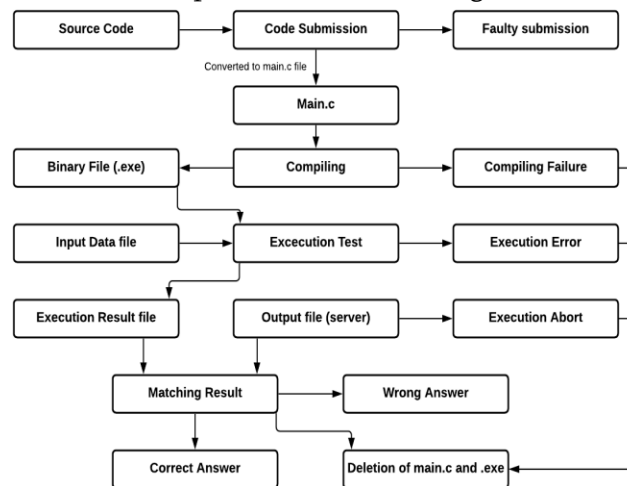 Source Code
Code Submission
Faulty submission
Converted to main.c file
Main.c
Binary File (.exe)
Compiling
Compiling Failure
Input Data file
Excecution Test
Execution Error
Execution Result file
Output file (server)
Execution Abort
Matching Result
Wrong Answer
Correct Answer
Deletion of main.c and .exe